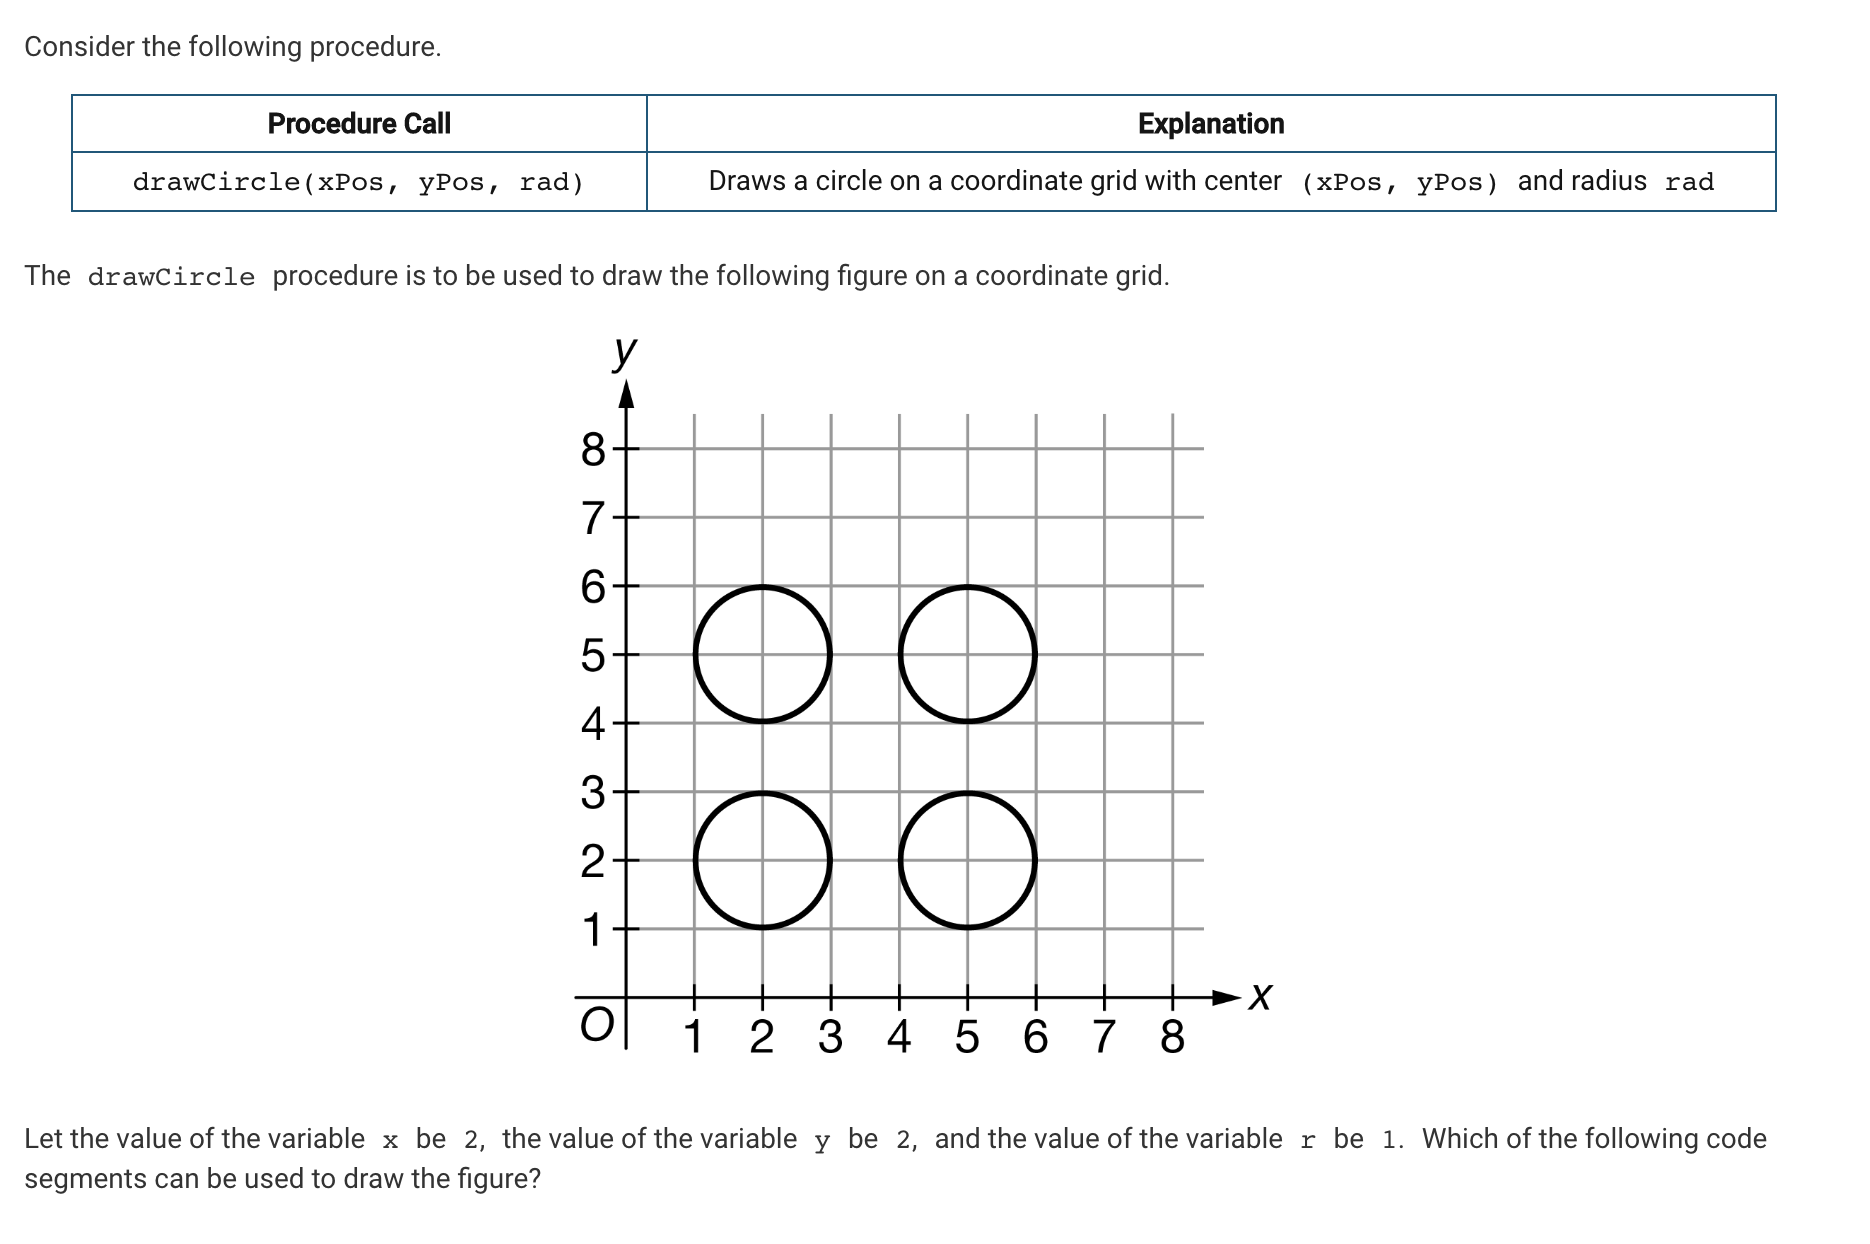 Consider the following procedure.
Procedure Call Explanation
drawCircle(xPos, yPos, rad) Draws a circle on a coordinate grid with center (xPos, yPos) and radius rad
The drawCircle procedure is to be used to draw the following figure on a coordinate grid.
y
8
7
6
5
4
3
2
1
x
O 1 2 3 4 5 6 7 8
Let the value of the variable x be 2, the value of the variable y be 2, and the value of the variable r be 1. Which of the following code
segments can be used to draw the figure?